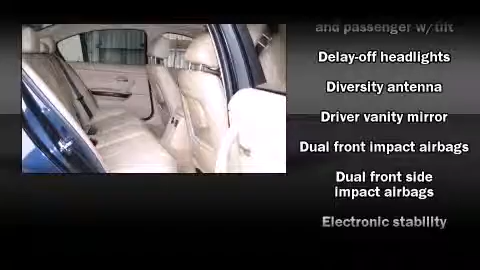 and passenger w/tilt
Delay-off headlights
Diversity antenna
Driver vanity mirror
Dual front impact airbags
Dual front side
impact airbags
Electronic stability